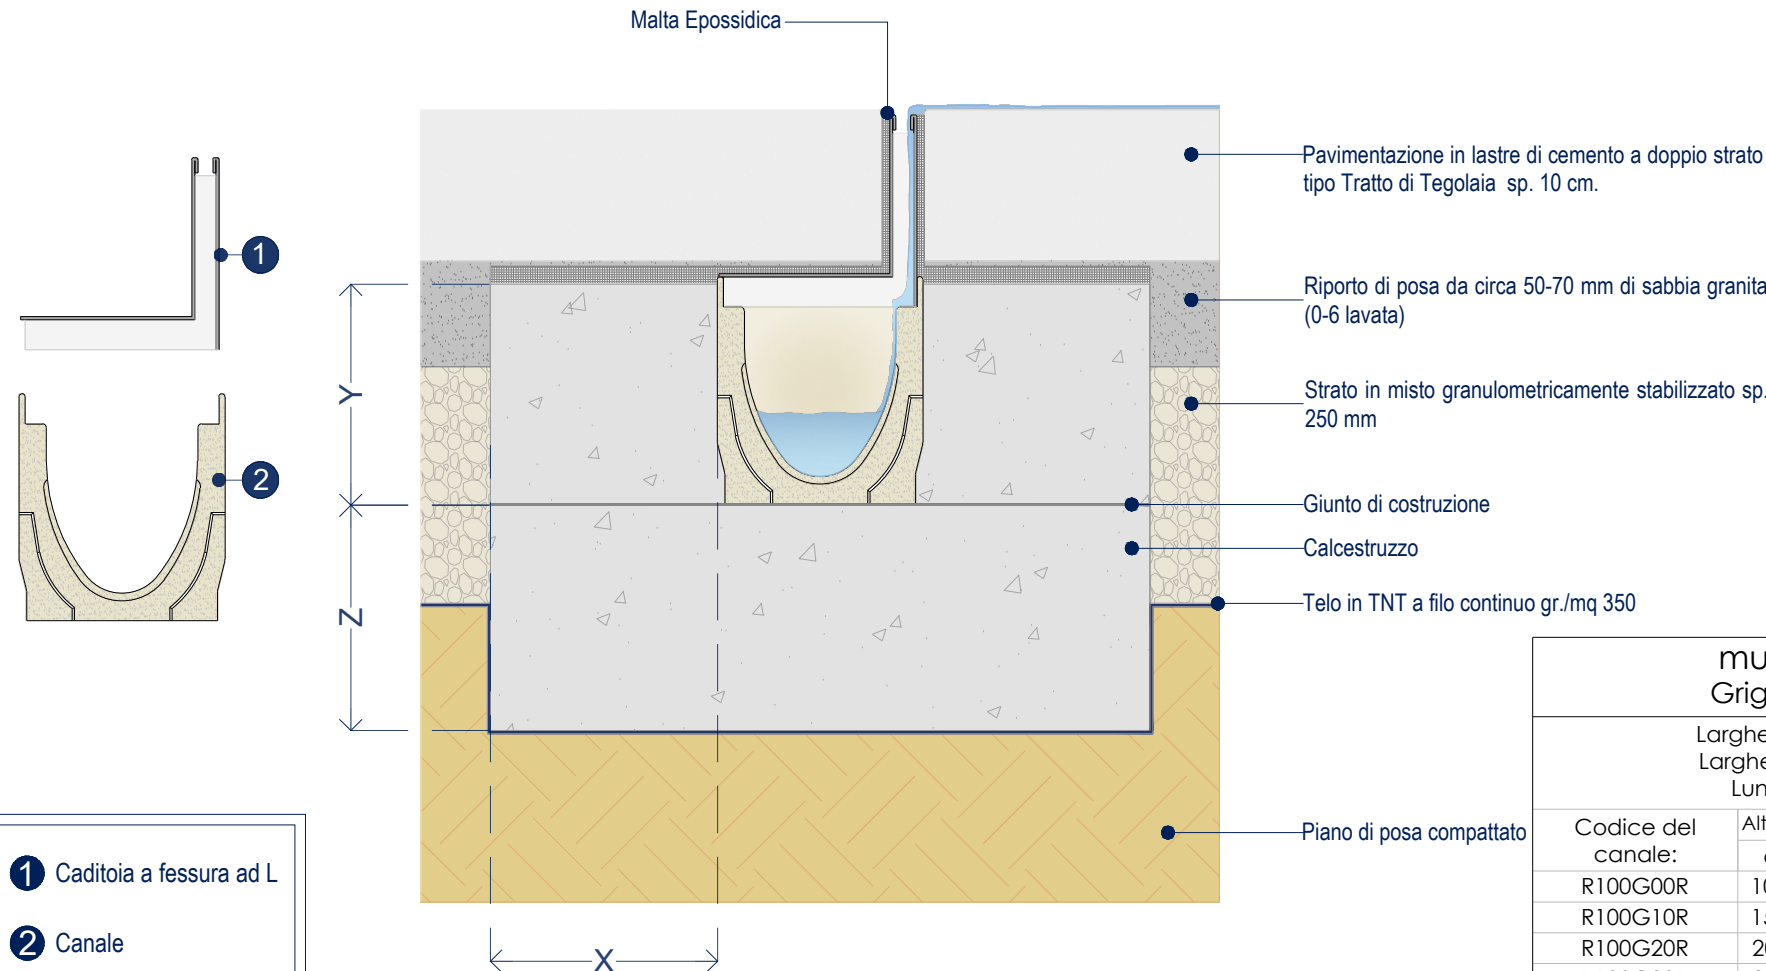 Malta Epossidica
Pavimentazione in lastre di cemento a doppio strato
tipo Tratto di Tegolaia sp. 10 cm.
1
Riporto di posa da circa 50-70 mm di sabbia granita
(0-6 lavata)
Y
Strato in misto granulometricamente stabilizzato sp.
250 mm
2
Giunto di costruzione
Calcestruzzo
Z
Telo in TNT a filo continuo gr./mq 350
Piano di posa compattato
1 Caditoia a fessura ad L
2 Canale
X
Codice del
canale:
R100G00R
R100G10R
R100G20R